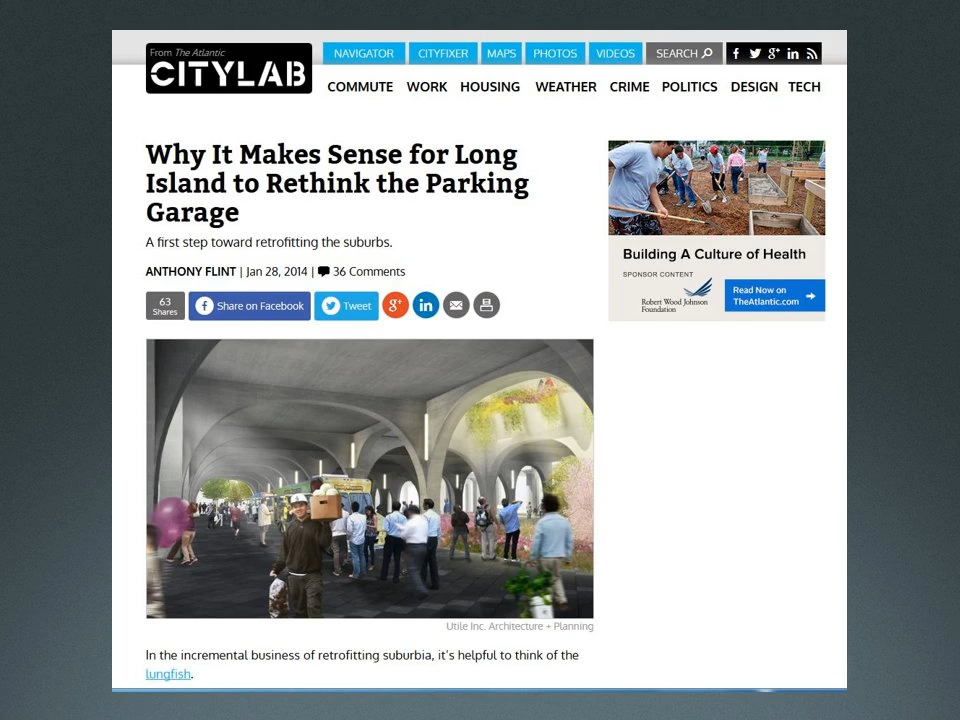 From The Atlantic
CITYLAB
NAVIGATOR
CITYFIXER
MAPS
PHOTOS
VIDEOS
SEARCH
COMMUTE WORK HOUSING WEATHER CRIME POLITICS DESIGN TECH
Why It Makes Sense for Long
Island to Rethink the Parking
Garage
A first step toward retrofitting the suburbs.
ANTHONY FLINT | Jan 28, 2014 | 36 Comments
63
Shares
Share on Facebook
Tweet
g+
in
Building A Culture of Health
SPONSOR CONTENT
Robert Wood Johnson
Foundation
Read Now on
TheAtlantic.com
Utile Inc. Architecture + Planning
In the incremental business of retrofitting suburbia, it's helpful to think of the
lungfish.